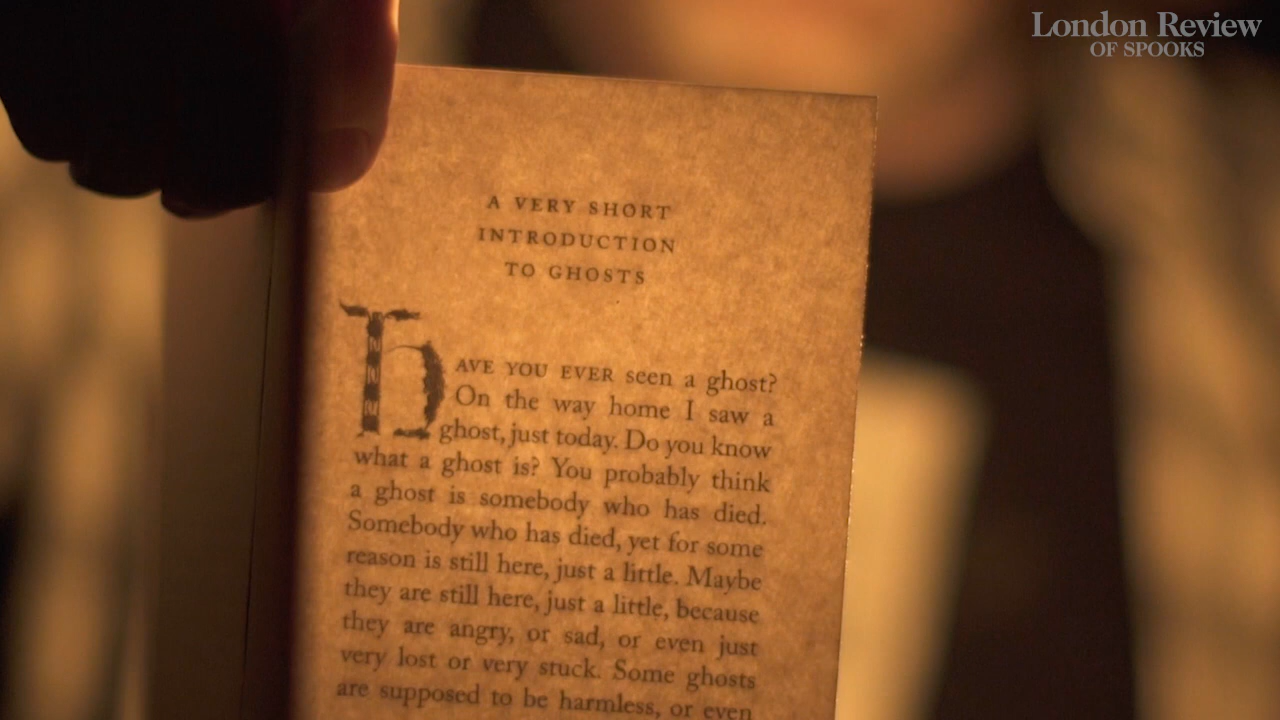 London Review
OF SPOOKS
A VERY SHORT
INTRODUCTION
TO GHOSTS
HAVE YOU EVER seen a ghost?
On the way home I saw a
ghost, just today. Do you know
what a ghost is? You probably think
a ghost is somebody who has died.
Somebody who has died, yet for some
reason is still here, just a little. Maybe
they are still here, just a little, because
they are angry, or sad, or even just
very lost or very stuck. Some ghosts
are supposed to be harmless, or even